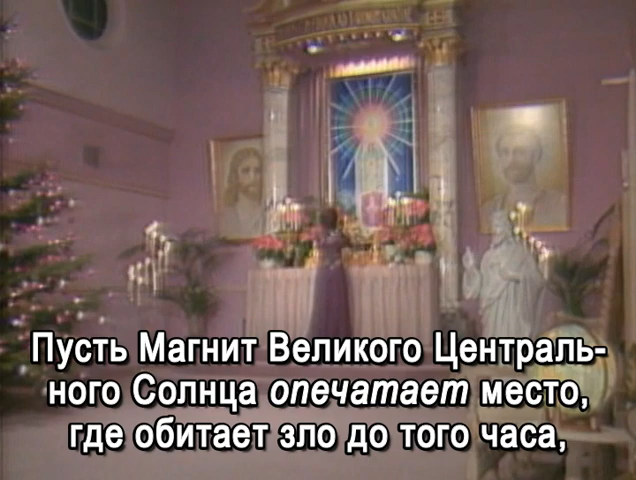 Пусть Магнит Великого Централь-
ного Солнца опечатает место,
где обитает зло до того часа,